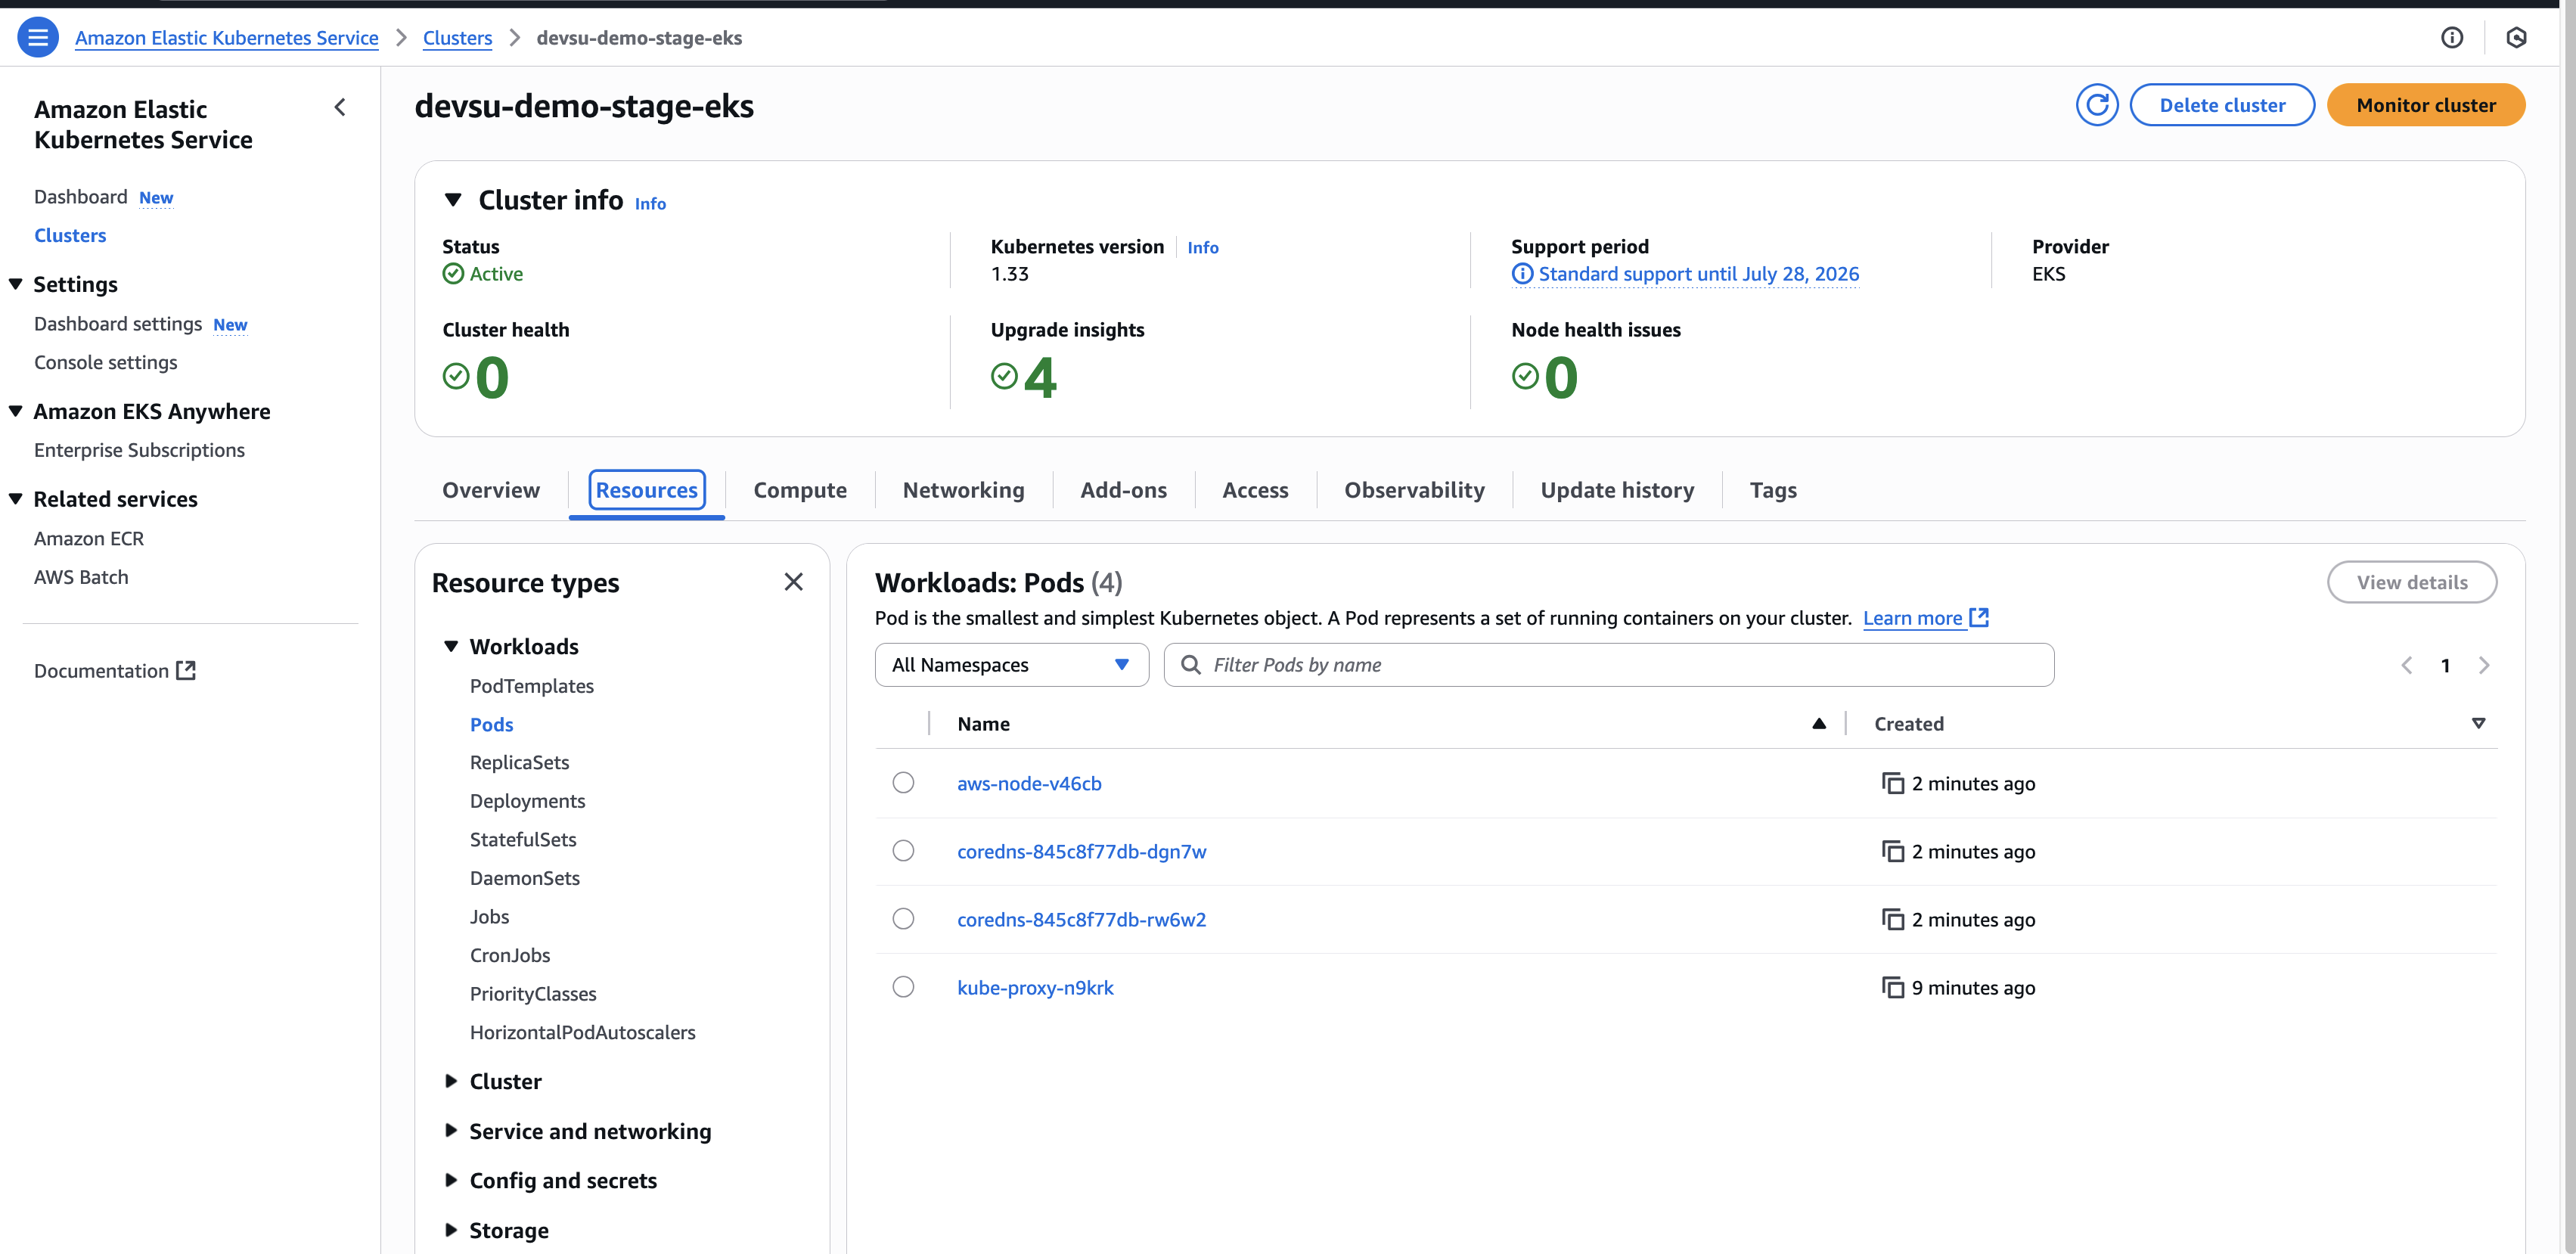 Amazon Elastic Kubernetes Service > Clusters > devsu-demo-stage-eks
Amazon Elastic
Kubernetes Service
Dashboard New
Clusters
Settings
Dashboard settings New
Console settings
Amazon EKS Anywhere
Enterprise Subscriptions
Related services
Amazon ECR
AWS Batch
Documentation
devsu-demo-stage-eks
Delete cluster
Monitor cluster
Cluster info Info
Status
Active
Kubernetes version Info
1.33
Support period
Standard support until July 28, 2026
Provider
EKS
Cluster health
0
Upgrade insights
4
Node health issues
0
Overview Resources Compute Networking Add-ons Access Observability Update history Tags
Resource types
Workloads
PodTemplates
Pods
ReplicaSets
Deployments
StatefulSets
DaemonSets
Jobs
CronJobs
PriorityClasses
HorizontalPodAutoscalers
Cluster
Service and networking
Config and secrets
Storage
Workloads: Pods (4)
View details
Pod is the smallest and simplest Kubernetes object. A Pod represents a set of running containers on your cluster. Learn more
All Namespaces
Filter Pods by name
1
Name Created
aws-node-v46cb 2 minutes ago
coredns-845c8f77db-dgn7w 2 minutes ago
coredns-845c8f77db-rw6w2 2 minutes ago
kube-proxy-n9krk 9 minutes ago